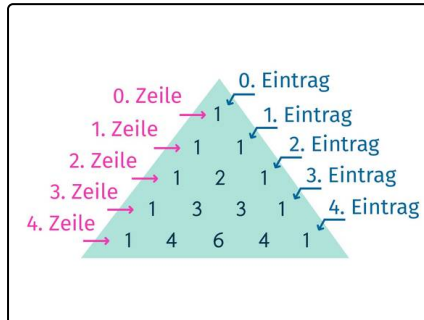 0. Zeile 1 0. Eintrag
1. Zeile 1 1 1. Eintrag
2. Zeile 1 2 1 2. Eintrag
3. Zeile 1 3 3 1 3. Eintrag
4. Zeile 1 4 6 4 1 4. Eintrag